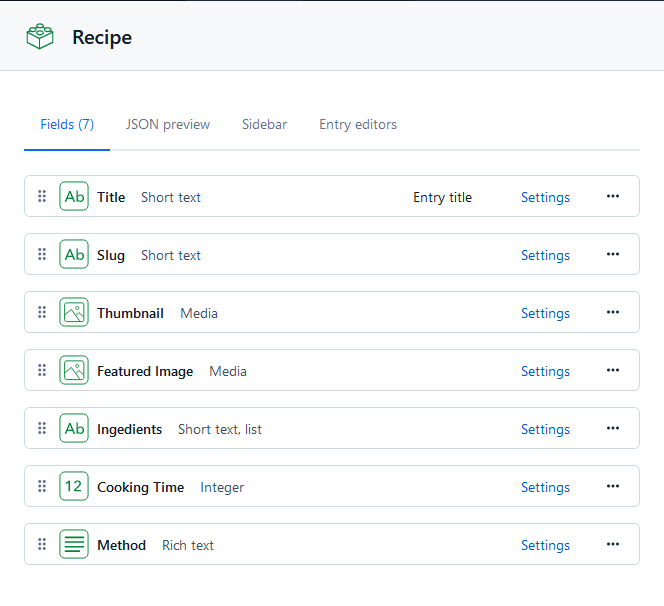 Recipe
Fields (7) JSON preview Sidebar Entry editors
Ab Title Short text Entry title Settings
Ab Slug Short text Settings
Thumbnail Media Settings
Featured Image Media Settings
Ab Ingedients Short text, list Settings
12 Cooking Time Integer Settings
Method Rich text Settings